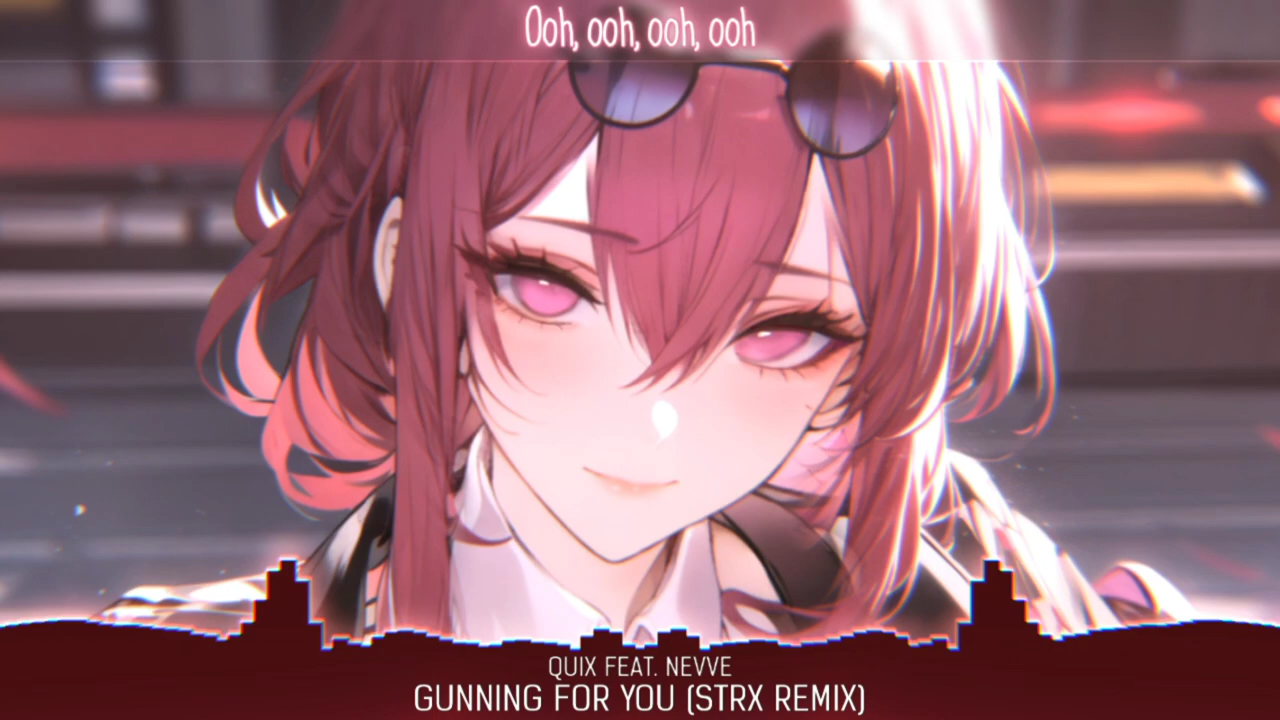 Ooh, ooh, ooh, ooh
QUIX FEAT. NEVVE
GUNNING FOR YOU (STRX REMIX)